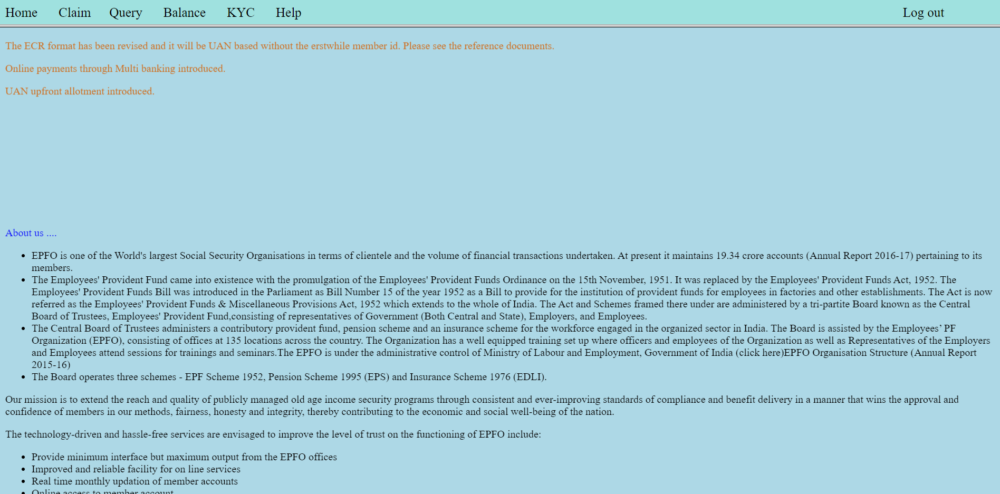 Home Claim Query Balance KYC Help Log out
The ECR format has been revised and it will be UAN based without the erstwhile member id. Please see the reference documents.
Online payments through Multi banking introduced.
UAN upfront allotment introduced.
About us ....
• EPFO is one of the World's largest Social Security Organisations in terms of clientele and the volume of financial transactions undertaken. At present it maintains 19.34 crore accounts (Annual Report 2016-17) pertaining to its
members.
• The Employees' Provident Fund came into existence with the promulgation of the Employees' Provident Funds Ordinance on the 15th November, 1951. It was replaced by the Employees' Provident Funds Act, 1952. The
Employees' Provident Funds Bill was introduced in the Parliament as Bill Number 15 of the year 1952 as a Bill to provide for the institution of provident funds for employees in factories and other establishments. The Act is now
referred as the Employees' Provident Funds & Miscellaneous Provisions Act, 1952 which extends to the whole of India. The Act and Schemes framed there under are administered by a tri-partite Board known as the Central
Board of Trustees, Employees' Provident Fund,consisting of representatives of Government (Both Central and State), Employers, and Employees.
• The Central Board of Trustees administers a contributory provident fund, pension scheme and an insurance scheme for the workforce engaged in the organized sector in India. The Board is assisted by the Employees’ PF
Organization (EPFO), consisting of offices at 135 locations across the country. The Organization has a well equipped training set up where officers and employees of the Organization as well as Representatives of the Employers
and Employees attend sessions for trainings and seminars.The EPFO is under the administrative control of Ministry of Labour and Employment, Government of India (click here)EPFO Organisation Structure (Annual Report
2015-16)
• The Board operates three schemes - EPF Scheme 1952, Pension Scheme 1995 (EPS) and Insurance Scheme 1976 (EDLI).
Our mission is to extend the reach and quality of publicly managed old age income security programs through consistent and ever-improving standards of compliance and benefit delivery in a manner that wins the approval and
confidence of members in our methods, fairness, honesty and integrity, thereby contributing to the economic and social well-being of the nation.
The technology-driven and hassle-free services are envisaged to improve the level of trust on the functioning of EPFO include:
• Provide minimum interface but maximum output from the EPFO offices
• Improved and reliable facility for on line services
• Real time monthly updation of member accounts
• Online access to member account